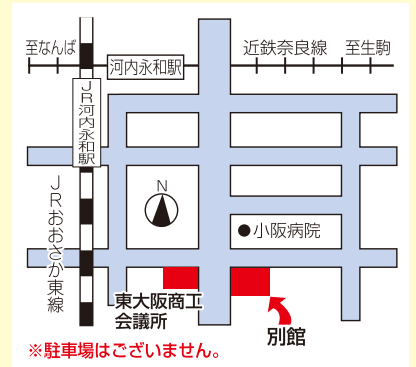 至なんば
河内永和駅
近鉄奈良線
至生駒
JR河内永和駅
N
小阪病院
JRおおさか東線
東大阪商工
会議所
別館
※駐車場はございません。